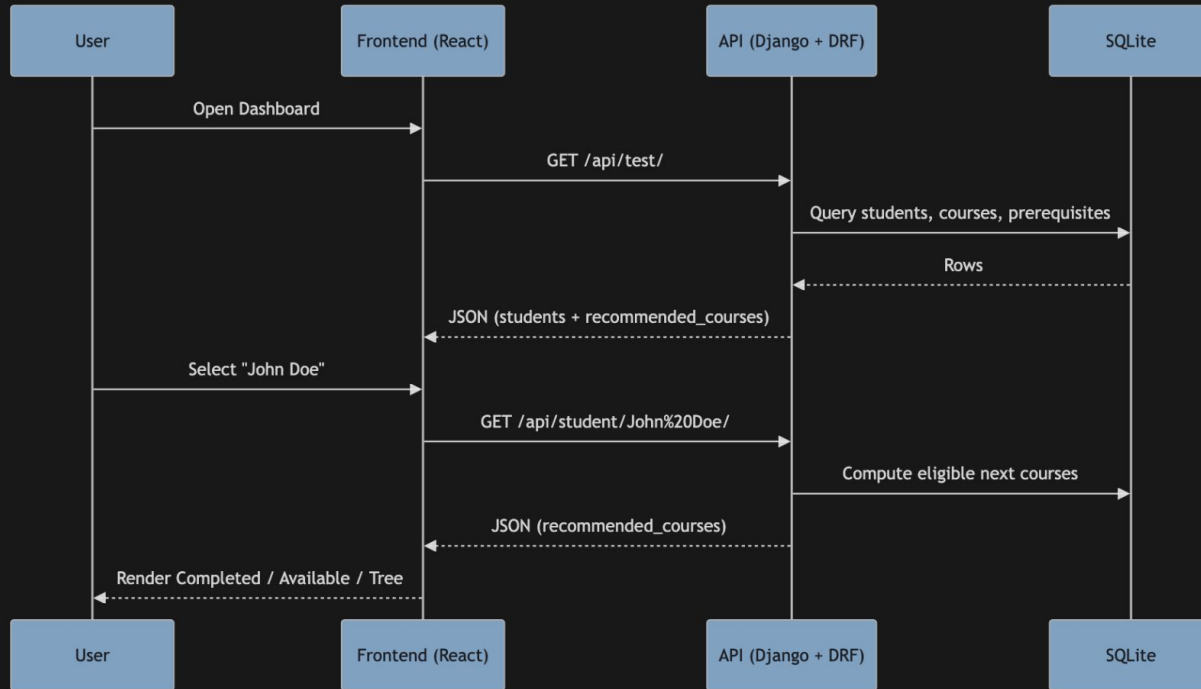 User
Frontend (React)
API (Django + DRF)
SQLite
Open Dashboard
GET /api/test/
Query students, courses, prerequisites
Rows
JSON (students + recommended_courses)
Select "John Doe"
GET /api/student/John%20Doe/
Compute eligible next courses
JSON (recommended_courses)
Render Completed / Available / Tree
User
Frontend (React)
API (Django + DRF)
SQLite